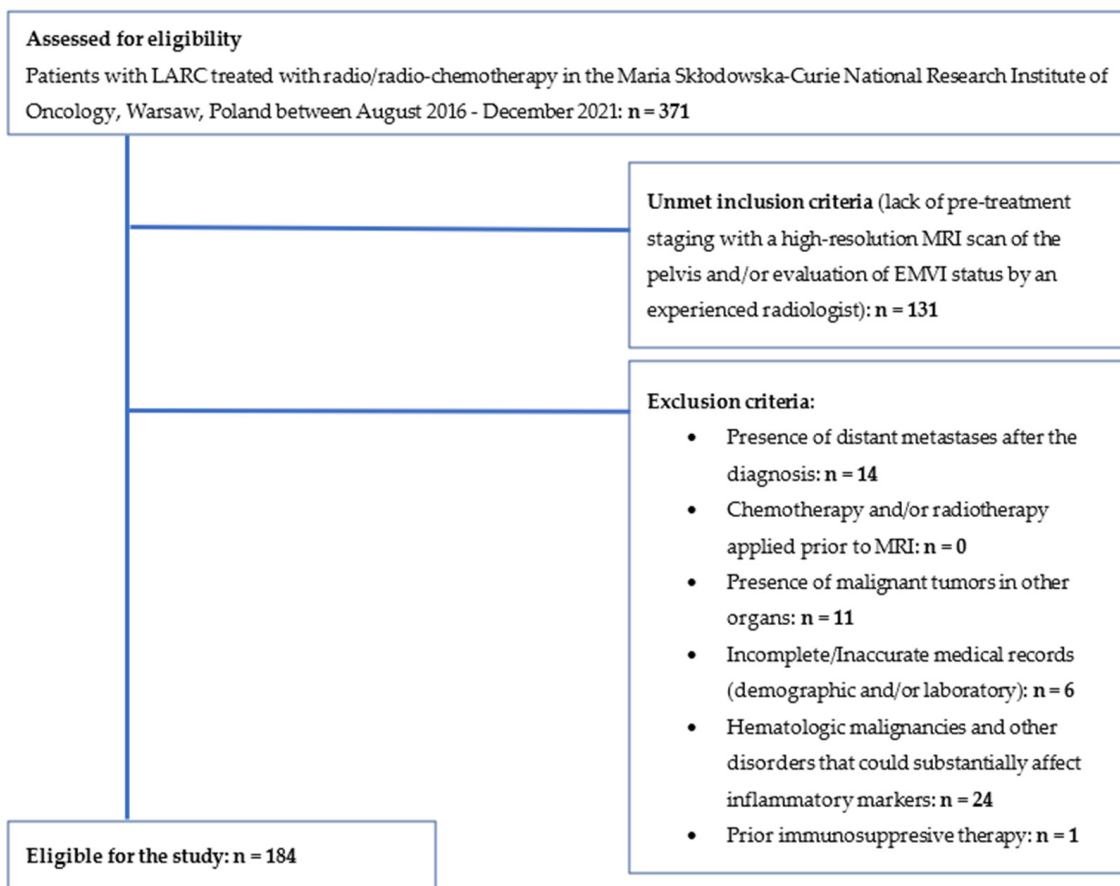 Assessed for eligibility
Patients with LARC treated with radio/radio-chemotherapy in the Maria Skłodowska-Curie National Research Institute of
Oncology, Warsaw, Poland between August 2016 - December 2021: n = 371
Unmet inclusion criteria (lack of pre-treatment
staging with a high-resolution MRI scan of the
pelvis and/or evaluation of EMVI status by an
experienced radiologist): n = 131
Exclusion criteria:
• Presence of distant metastases after the
diagnosis: n = 14
• Chemotherapy and/or radiotherapy
applied prior to MRI: n = 0
• Presence of malignant tumors in other
organs: n = 11
• Incomplete/Inaccurate medical records
(demographic and/or laboratory): n = 6
• Hematologic malignancies and other
disorders that could substantially affect
inflammatory markers: n = 24
• Prior immunosuppresive therapy: n = 1
Eligible for the study: n = 184